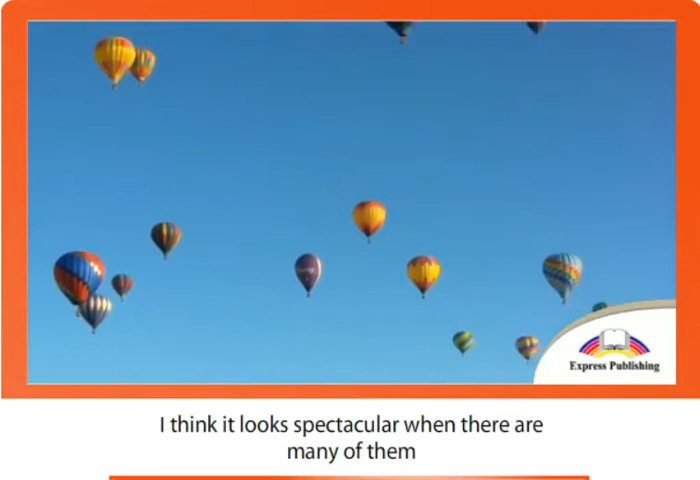 Express Publishing
I think it looks spectacular when there are
many of them